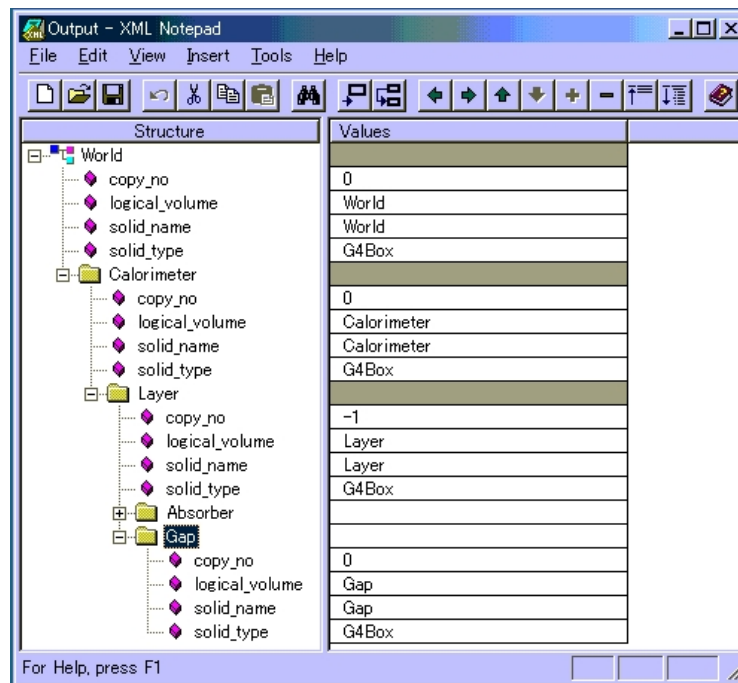 Output - XML Notepad
File Edit View Insert Tools Help
Structure Values
World
copy_no 0
logical_volume World
solid_name World
solid_type G4Box
Calorimeter
copy_no 0
logical_volume Calorimeter
solid_name Calorimeter
solid_type G4Box
Layer
copy_no -1
logical_volume Layer
solid_name Layer
solid_type G4Box
Absorber
Gap
copy_no 0
logical_volume Gap
solid_name Gap
solid_type G4Box
For Help, press F1